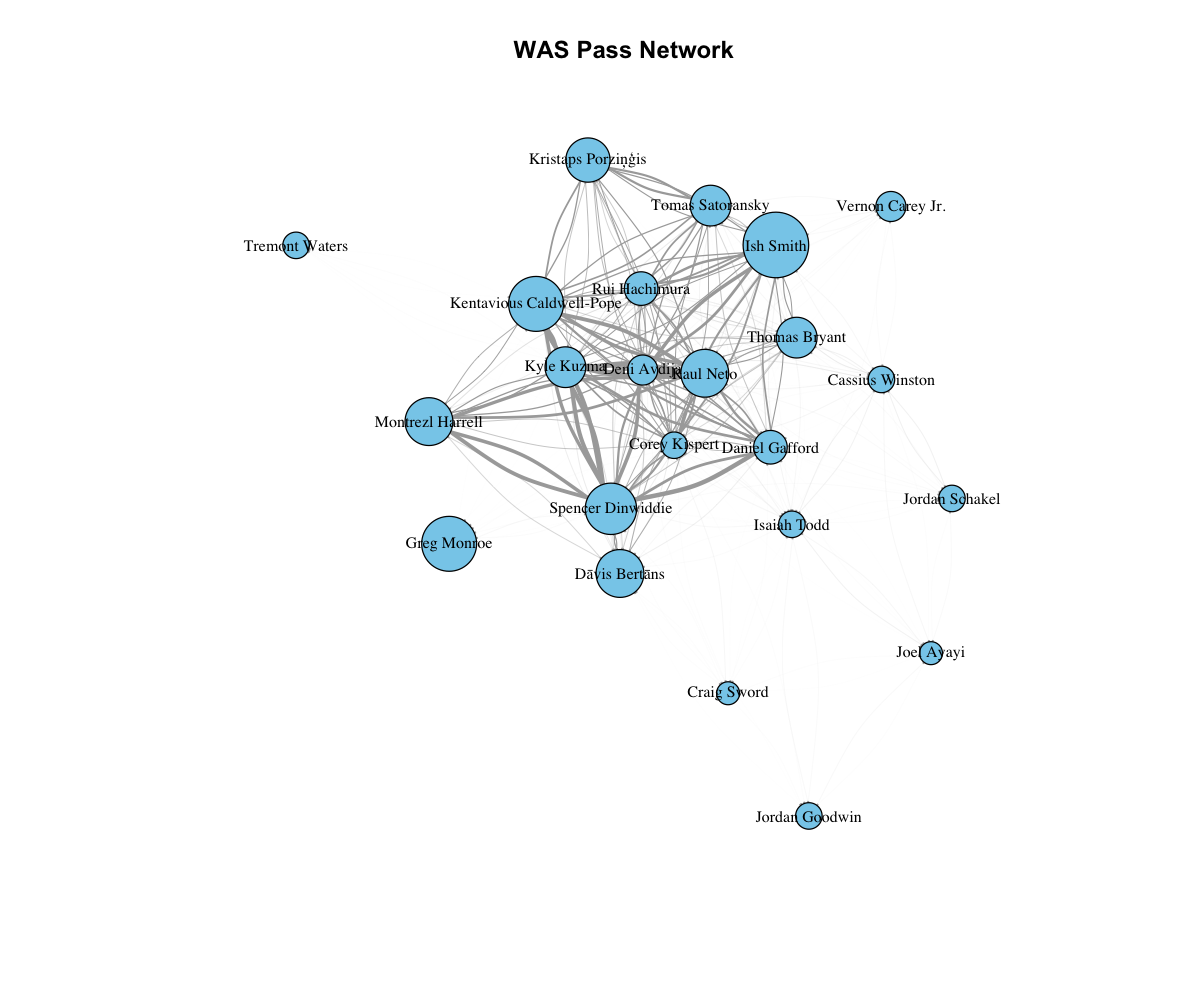 WAS Pass Network
Kristaps Porziņģis
Tomas Satoransky
Vernon Carey Jr.
Tremont Waters
Ish Smith
Rui Hachimura
Kentavious Caldwell-Pope
Thomas Bryant
Kyle Kuzma
Deni Avdija
Raul Neto
Cassius Winston
Montrezl Harrell
Corey Kispert
Daniel Gafford
Jordan Schakel
Spencer Dinwiddie
Isaiah Todd
Greg Monroe
Dāvis Bertāns
Joel Ayayi
Craig Sword
Jordan Goodwin